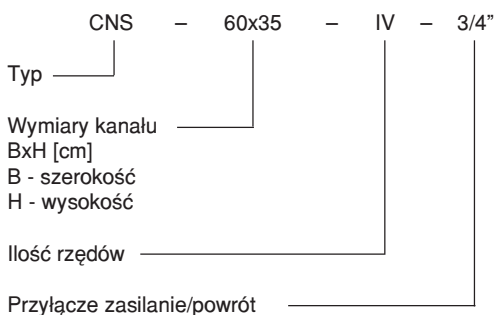 CNS – 60x35 – IV – 3/4”
Typ
Wymiary kanału
BxH [cm]
B - szerokość
H - wysokość
Ilość rzędów
Przyłącze zasilanie/powrót